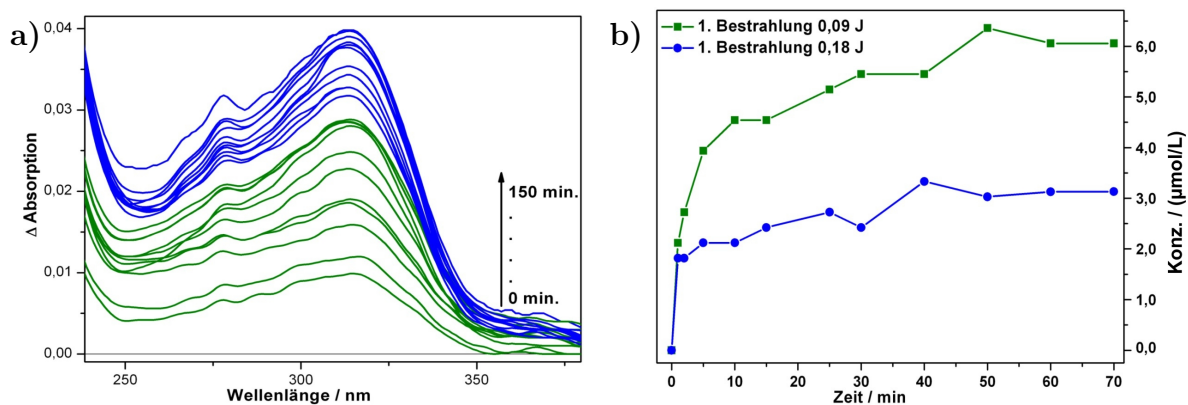 a)
0,04
0,03
0,02
0,01
0,00
Δ Absorption
250
300
350
Wellenlänge / nm
150 min.
0 min.
b)
1. Bestrahlung 0,09 J
1. Bestrahlung 0,18 J
6,0
5,0
4,0
3,0
2,0
1,0
0,0
Konz. / (µmol/L)
0
10
20
30
40
50
60
70
Zeit / min